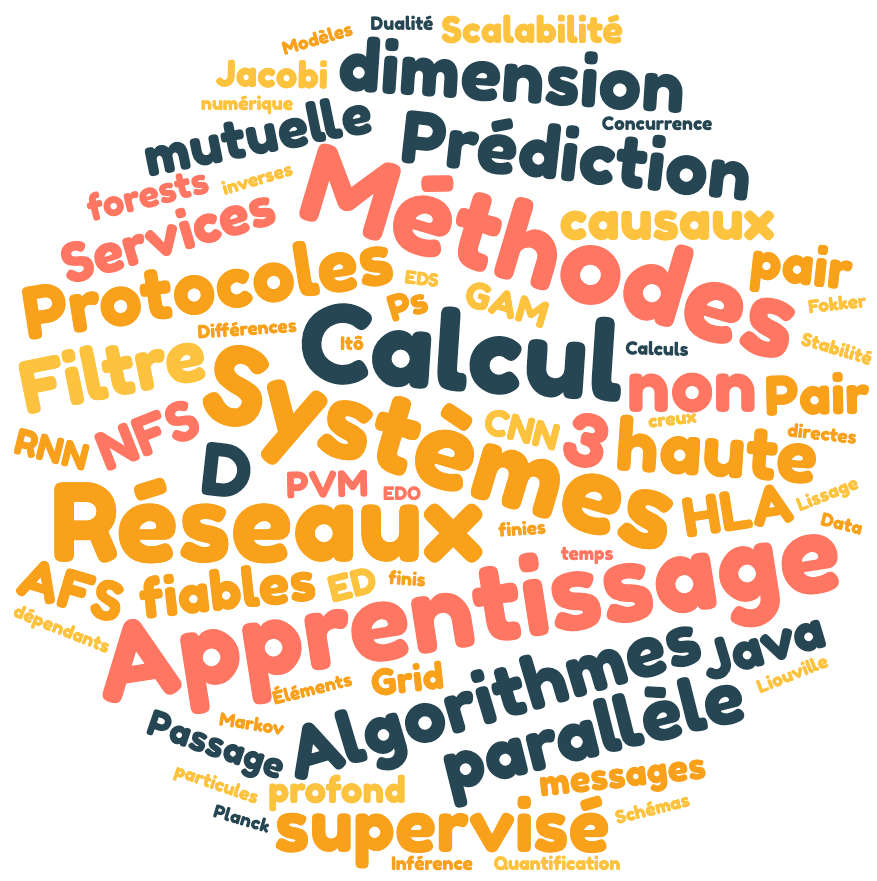 Dualité
Scalabilité
Modèles
dimension
Jacobi
numérique
Concurrence
mutuelle
Prédiction
forests
inverses
Méthodes
causaux
Services
pair
Protocoles
EDS
Ps
GAM
Fokker
Différences
Itô
Calcul
Calculs
Stabilité
Filtre
Systèmes
non
Pair
creux
CNN
3
haute
directes
RNN
NFS
D
PVM
EDO
HLA
Lissage
Data
Réseaux
finies
temps
AFS
fiables
ED
finis
dépendants
Apprentissage
Éléments
Grid
Java
Liouville
Algorithmes
Markov
Passage
parallèle
particules
profond
messages
Planck
supervisé
Schémas
Inférence
Quantification